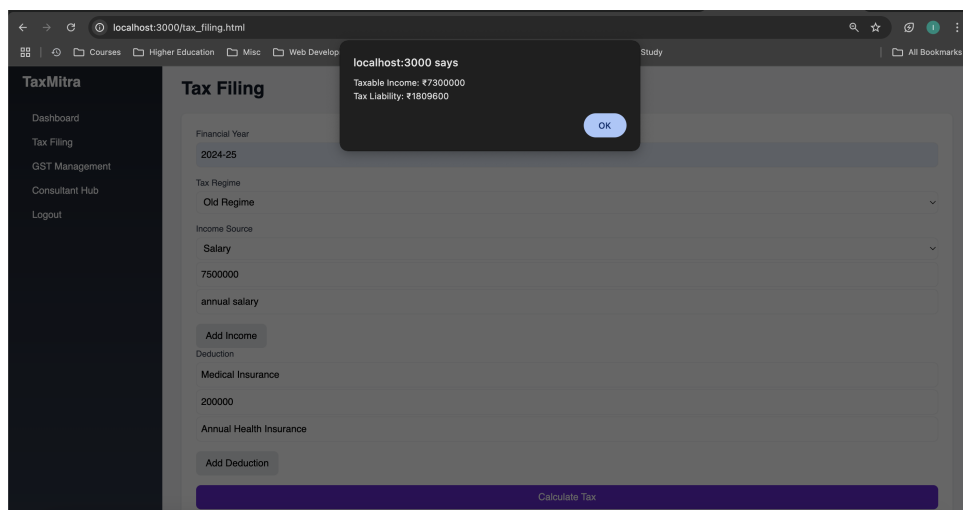 localhost:3000/tax_filing.html
Courses
Higher Education
Misc
Web Develop
Study
All Bookmarks
localhost:3000 says
Taxable Income: ₹7300000
Tax Liability: ₹1809600
OK
TaxMitra
Dashboard
Tax Filing
GST Management
Consultant Hub
Logout
Tax Filing
Financial Year
2024-25
Tax Regime
Old Regime
Income Source
Salary
7500000
annual salary
Add Income
Deduction
Medical Insurance
200000
Annual Health Insurance
Add Deduction
Calculate Tax